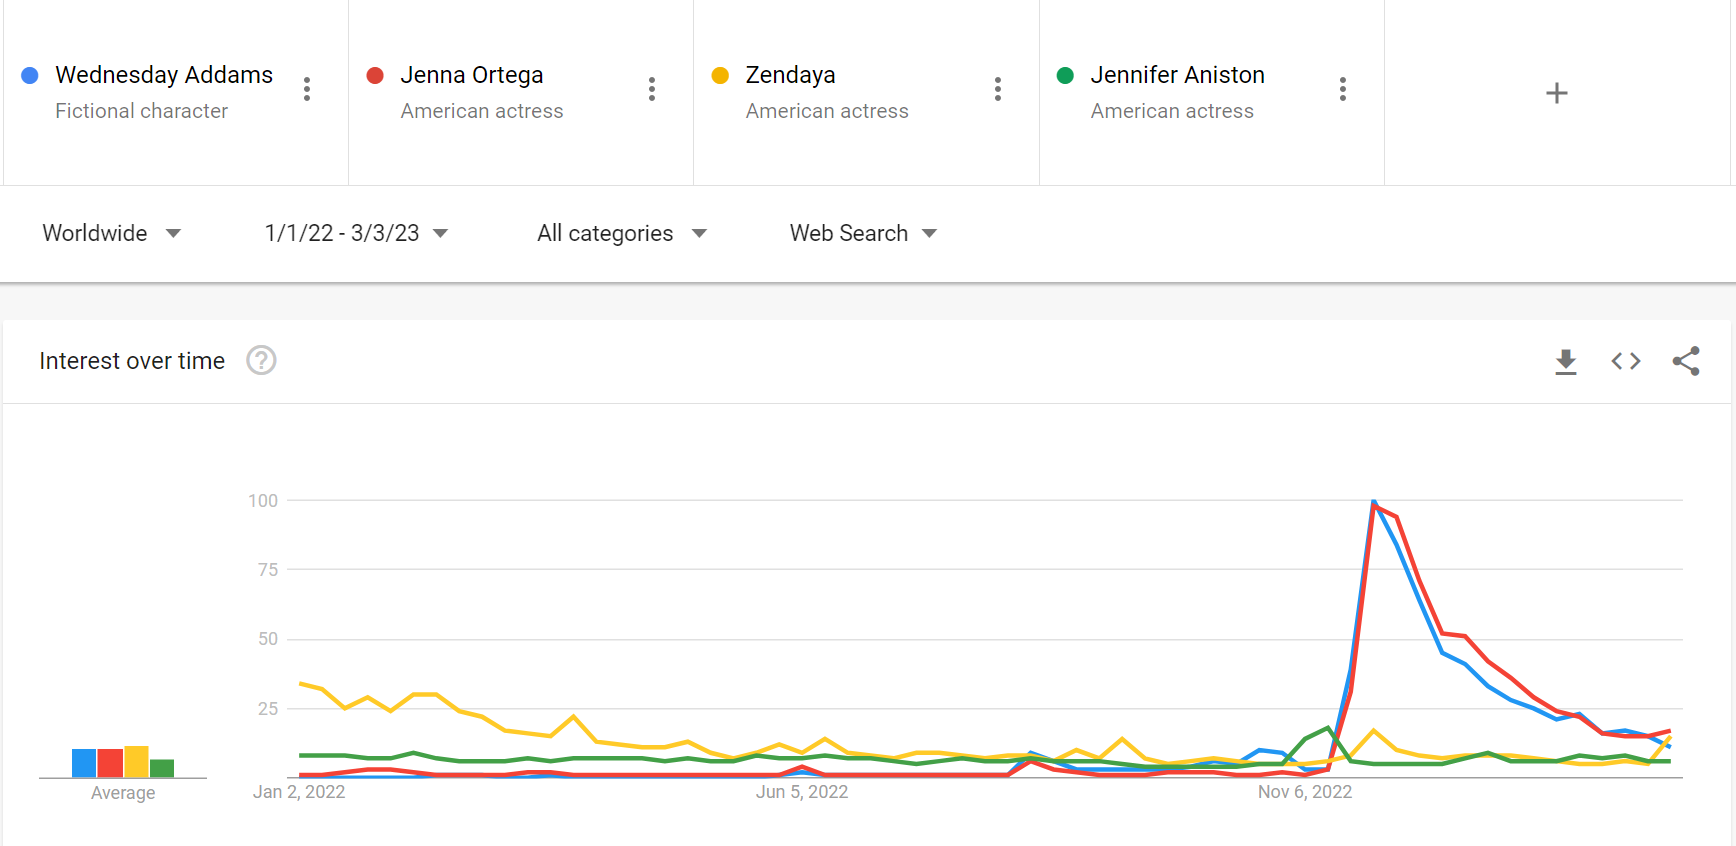 Wednesday Addams
Fictional character
Jenna Ortega
American actress
Zendaya
American actress
Jennifer Aniston
American actress
+
Worldwide
1/1/22 - 3/3/23
All categories
Web Search
Interest over time
?
100
75
50
25
Average
Jan 2, 2022
Jun 5, 2022
Nov 6, 2022